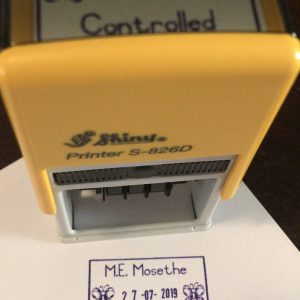 Controlled
Shiny®
Printer S-826D
M.E. Mosethe
27 -07- 2019